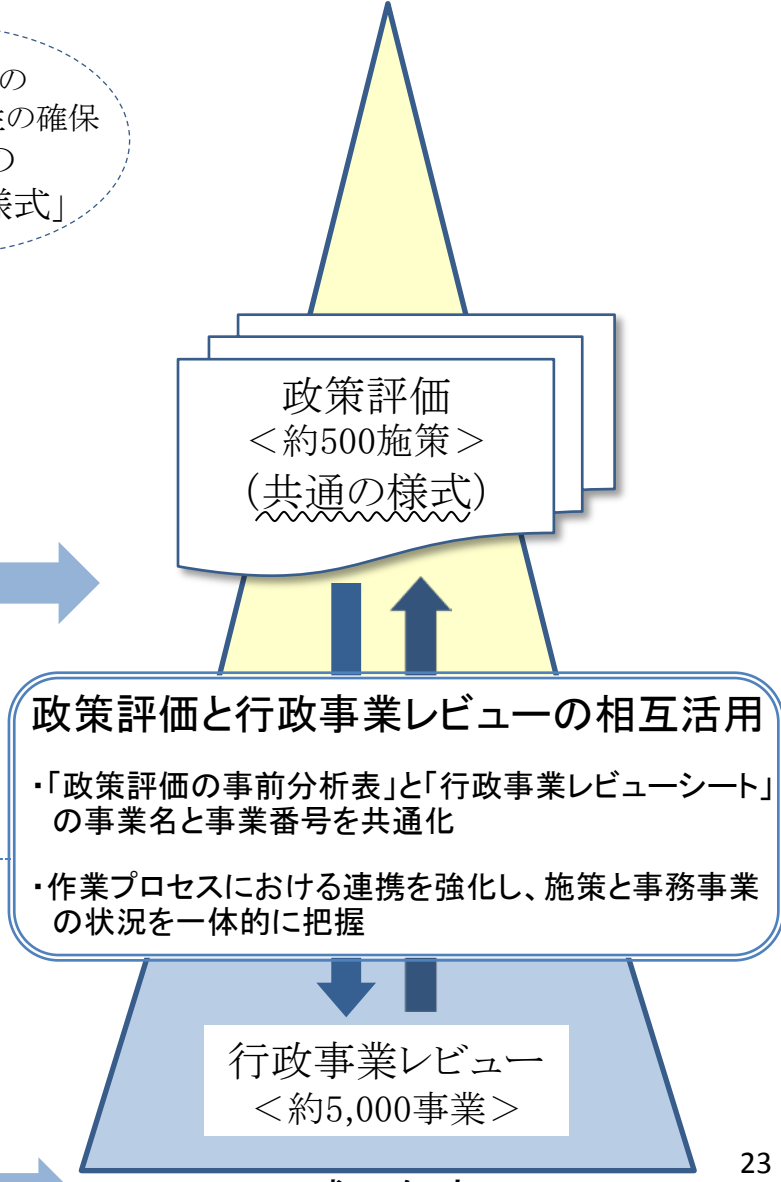 の
の確保
様式」
政策評価
＜約500施策＞
（共通の様式）
政策評価と行政事業レビューの相互活用
・「政策評価の事前分析表」と「行政事業レビューシート」
の事業名と事業番号を共通化
・作業プロセスにおける連携を強化し、施策と事務事業
の状況を一体的に把握
行政事業レビュー
＜約5,000事業＞
23